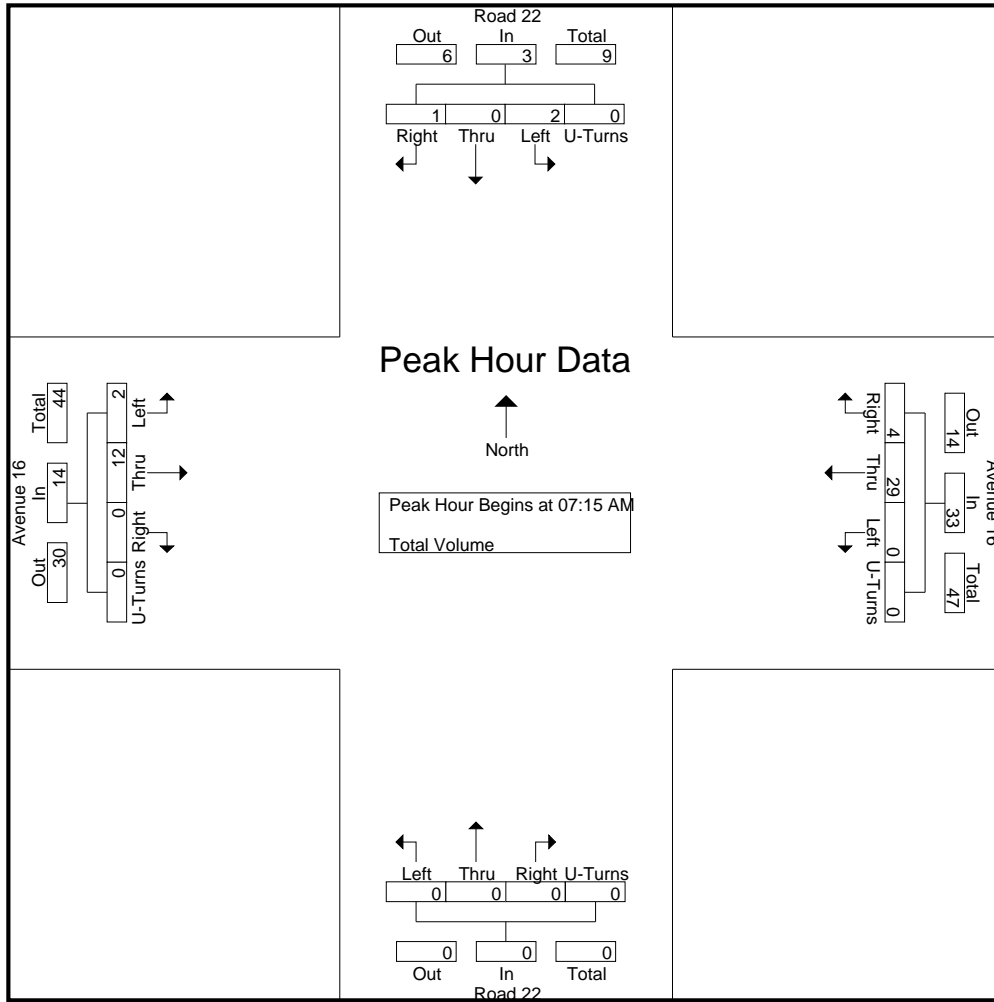 Road 22
Out In Total
6 3 9
1 0 2 0
Right Thru Left U-Turns
Peak Hour Data
North
Peak Hour Begins at 07:15 AM
Total Volume
Avenue 16
Total In Out
44 14 30
2 12 0 0
Left Thru Right U-Turns
Right Thru Left U-Turns
4 29 0 0
Out In Total
14 33 47
Avenue 16
Left Thru Right U-Turns
0 0 0 0
0 0 0
Out In Total
Road 22